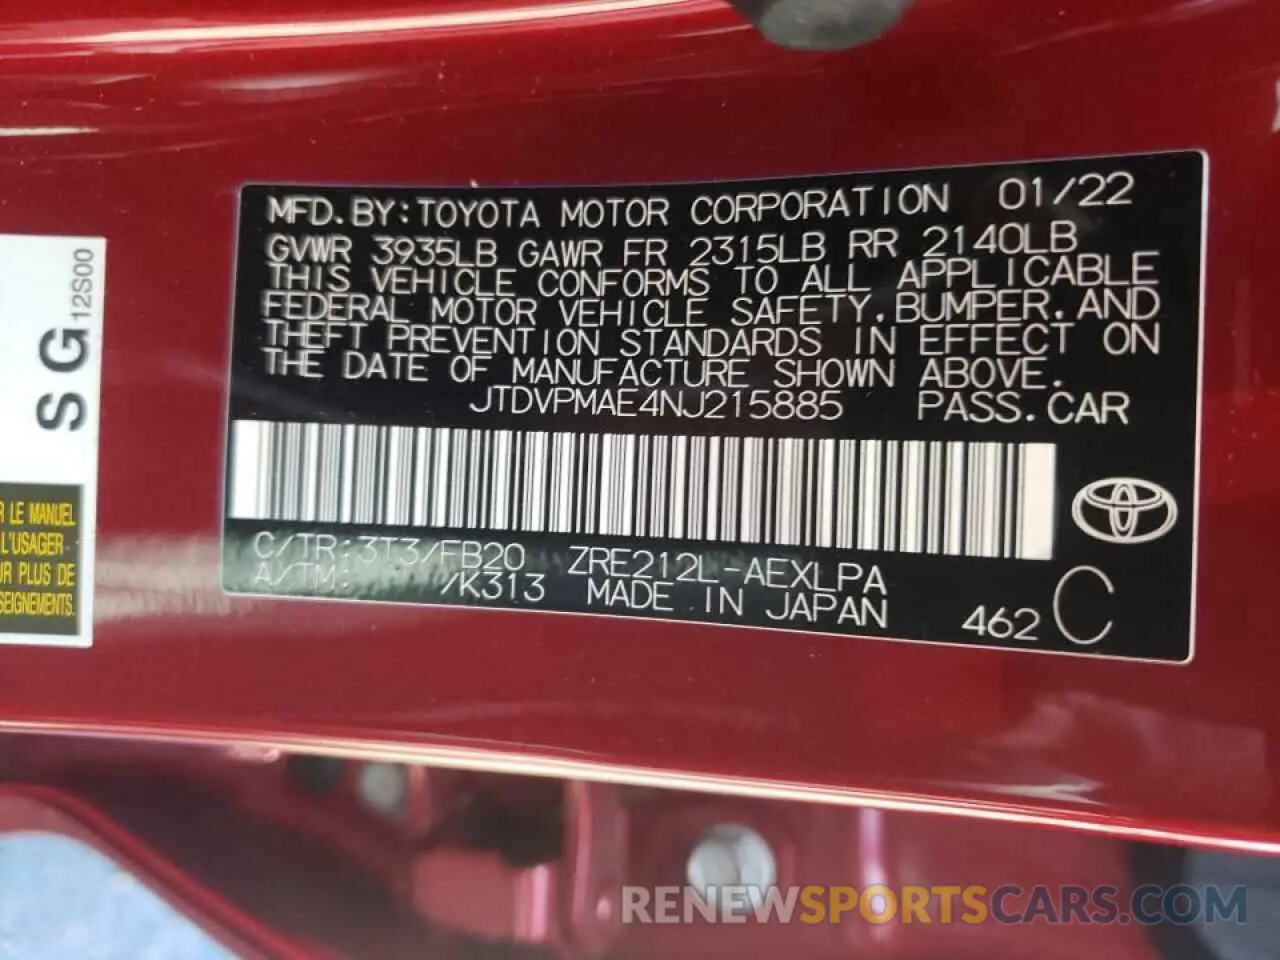 MFD.BY:TOYOTA MOTOR CORPORATION 01/22
GVWR 3935LB GAWR FR 2315LB RR 2140LB
THIS VEHICLE CONFORMS TO ALL APPLICABLE
FEDERAL MOTOR VEHICLE SAFETY,BUMPER,AND
THEFT PREVENTION STANDARDS IN EFFECT ON
THE DATE OF MANUFACTURE SHOWN ABOVE.
JTDVPMAE4NJ215885 PASS.CAR
C/TR:3T3/FB20 ZRE212L-AEXLPA
A/TM: /K313 MADE IN JAPAN
462 C
SG
12S00
LE MANUEL
L'USAGER
PLUS DE
RENEWSPORTSCARS.COM